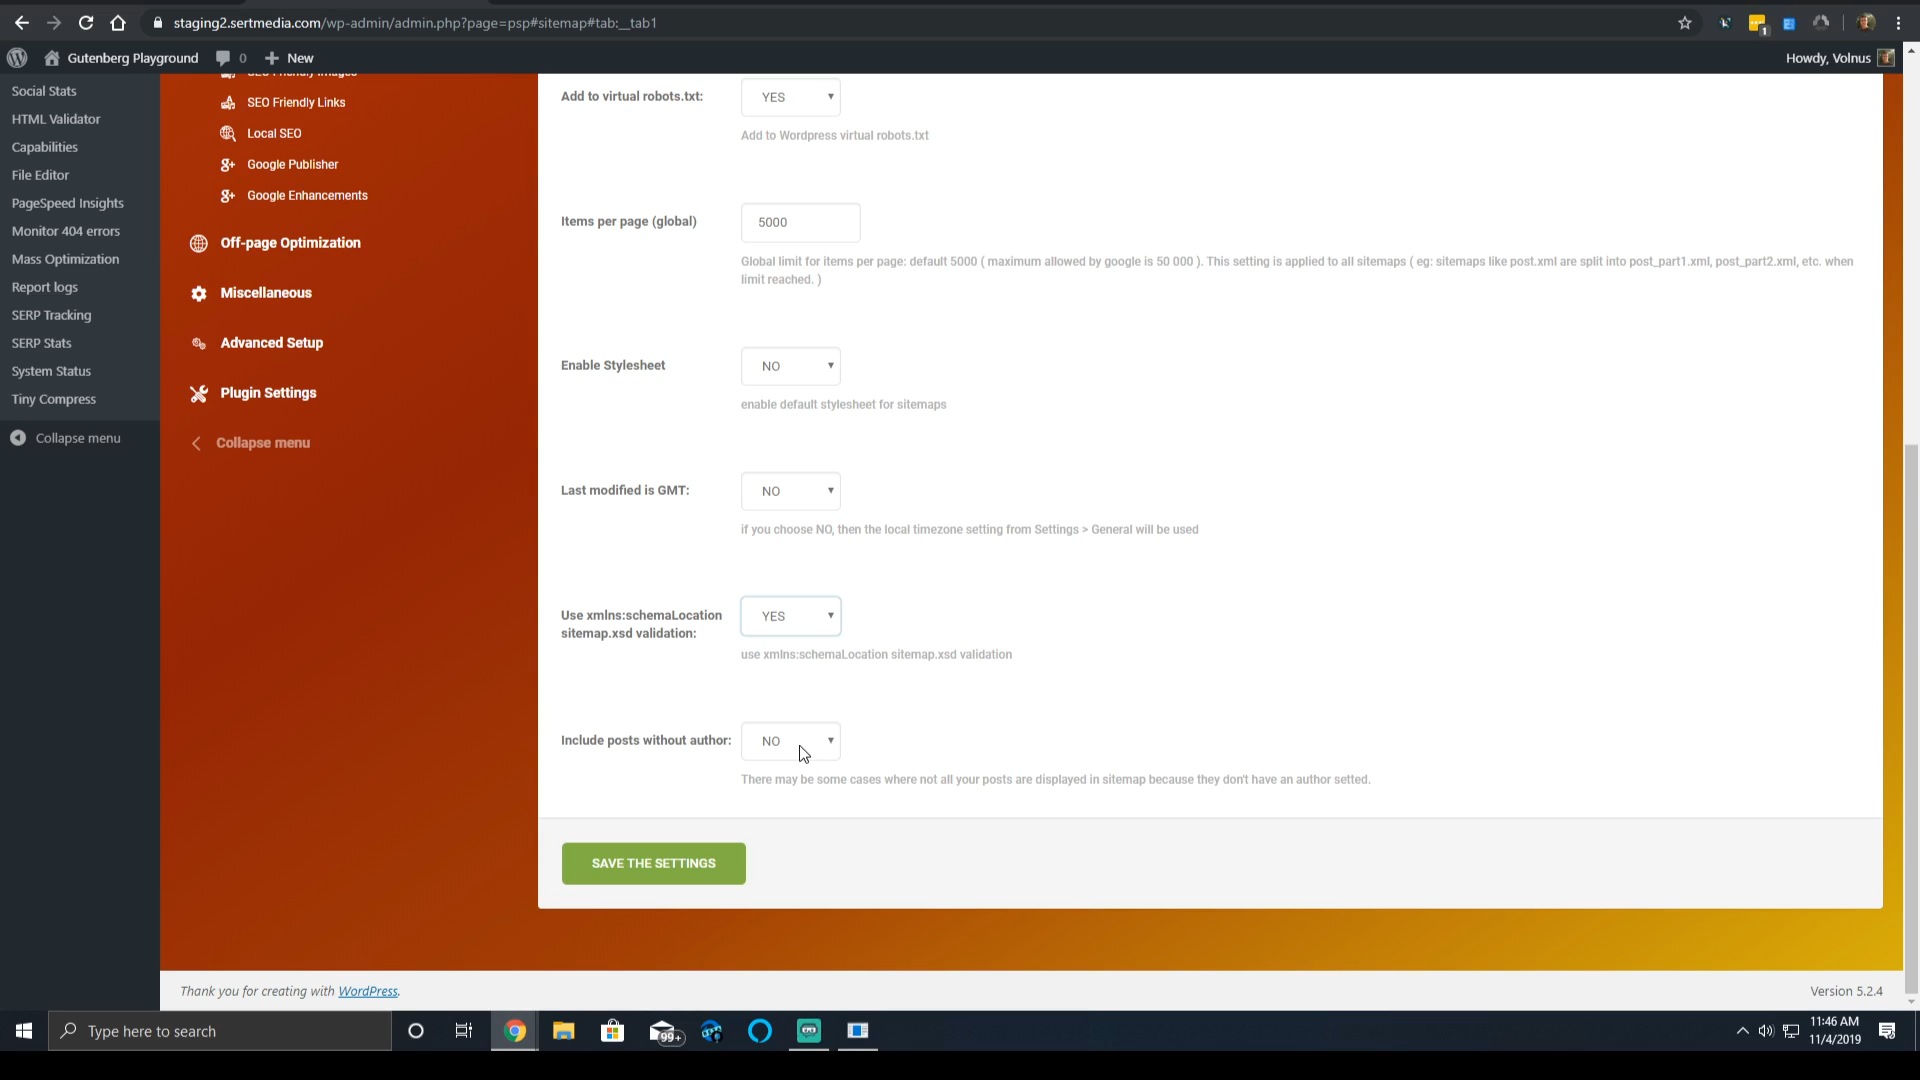 staging2.sertmedia.com/wp-admin/admin.php?page=psp#sitemap#tab:__tab1
1
Gutenberg Playground
0
New
Howdy, Volnus
Social Stats
HTML Validator
Capabilities
File Editor
PageSpeed Insights
Monitor 404 errors
Mass Optimization
Report logs
SERP Tracking
SERP Stats
System Status
Tiny Compress
Collapse menu
SEO Friendly Images
SEO Friendly Links
Local SEO
Google Publisher
Google Enhancements
Off-page Optimization
Miscellaneous
Advanced Setup
Plugin Settings
Collapse menu
Add to virtual robots.txt:
YES
Add to Wordpress virtual robots.txt
Items per page (global)
5000
Global limit for items per page: default 5000 ( maximum allowed by google is 50 000 ). This setting is applied to all sitemaps ( eg: sitemaps like post.xml are split into post_part1.xml, post_part2.xml, etc. when
limit reached. )
Enable Stylesheet
NO
enable default stylesheet for sitemaps
Last modified is GMT:
NO
if you choose NO, then the local timezone setting from Settings > General will be used
Use xmlns:schemaLocation
sitemap.xsd validation:
YES
use xmlns:schemaLocation sitemap.xsd validation
Include posts without author:
NO
There may be some cases where not all your posts are displayed in sitemap because they don't have an author setted.
SAVE THE SETTINGS
Thank you for creating with WordPress.
Version 5.2.4
Type here to search
99+
11:46 AM
11/4/2019